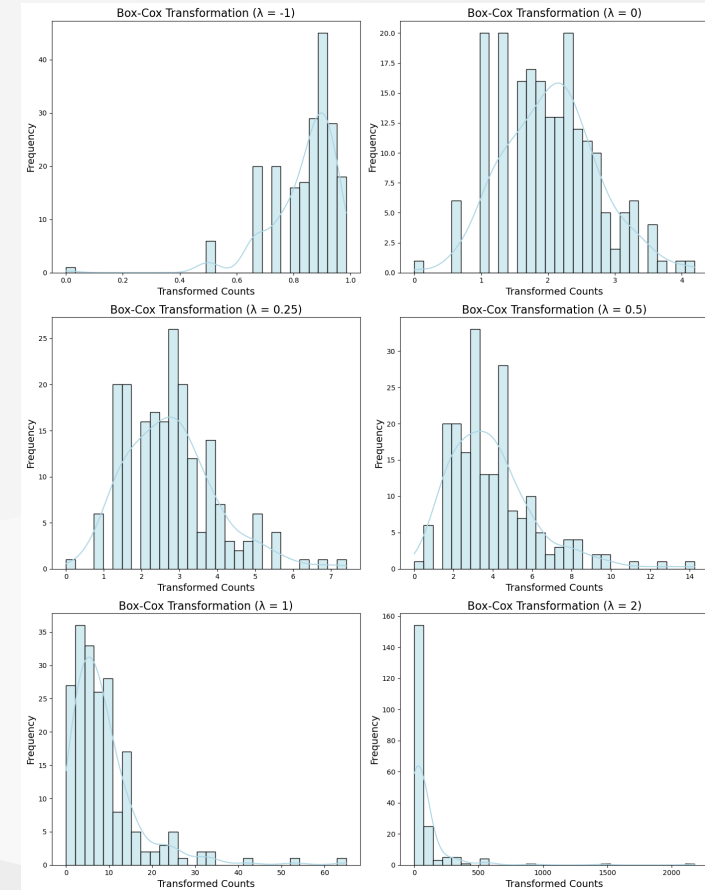 Box-Cox Transformation (λ = -1)
Frequency
40
30
20
10
0
0.0 0.2 0.4 0.6 0.8 1.0
Transformed Counts
Box-Cox Transformation (λ = 0)
Frequency
20.0
17.5
15.0
12.5
10.0
7.5
5.0
2.5
0.0
0 1 2 3 4
Transformed Counts
Box-Cox Transformation (λ = 0.25)
Frequency
25
20
15
10
5
0
0 1 2 3 4 5 6 7
Transformed Counts
Box-Cox Transformation (λ = 0.5)
Frequency
30
25
20
15
10
5
0
0 2 4 6 8 10 12 14
Transformed Counts
Box-Cox Transformation (λ = 1)
Frequency
35
30
25
20
15
10
5
0
0 10 20 30 40 50 60
Transformed Counts
Box-Cox Transformation (λ = 2)
Frequency
160
140
120
100
80
60
40
20
0
0 500 1000 1500 2000
Transformed Counts